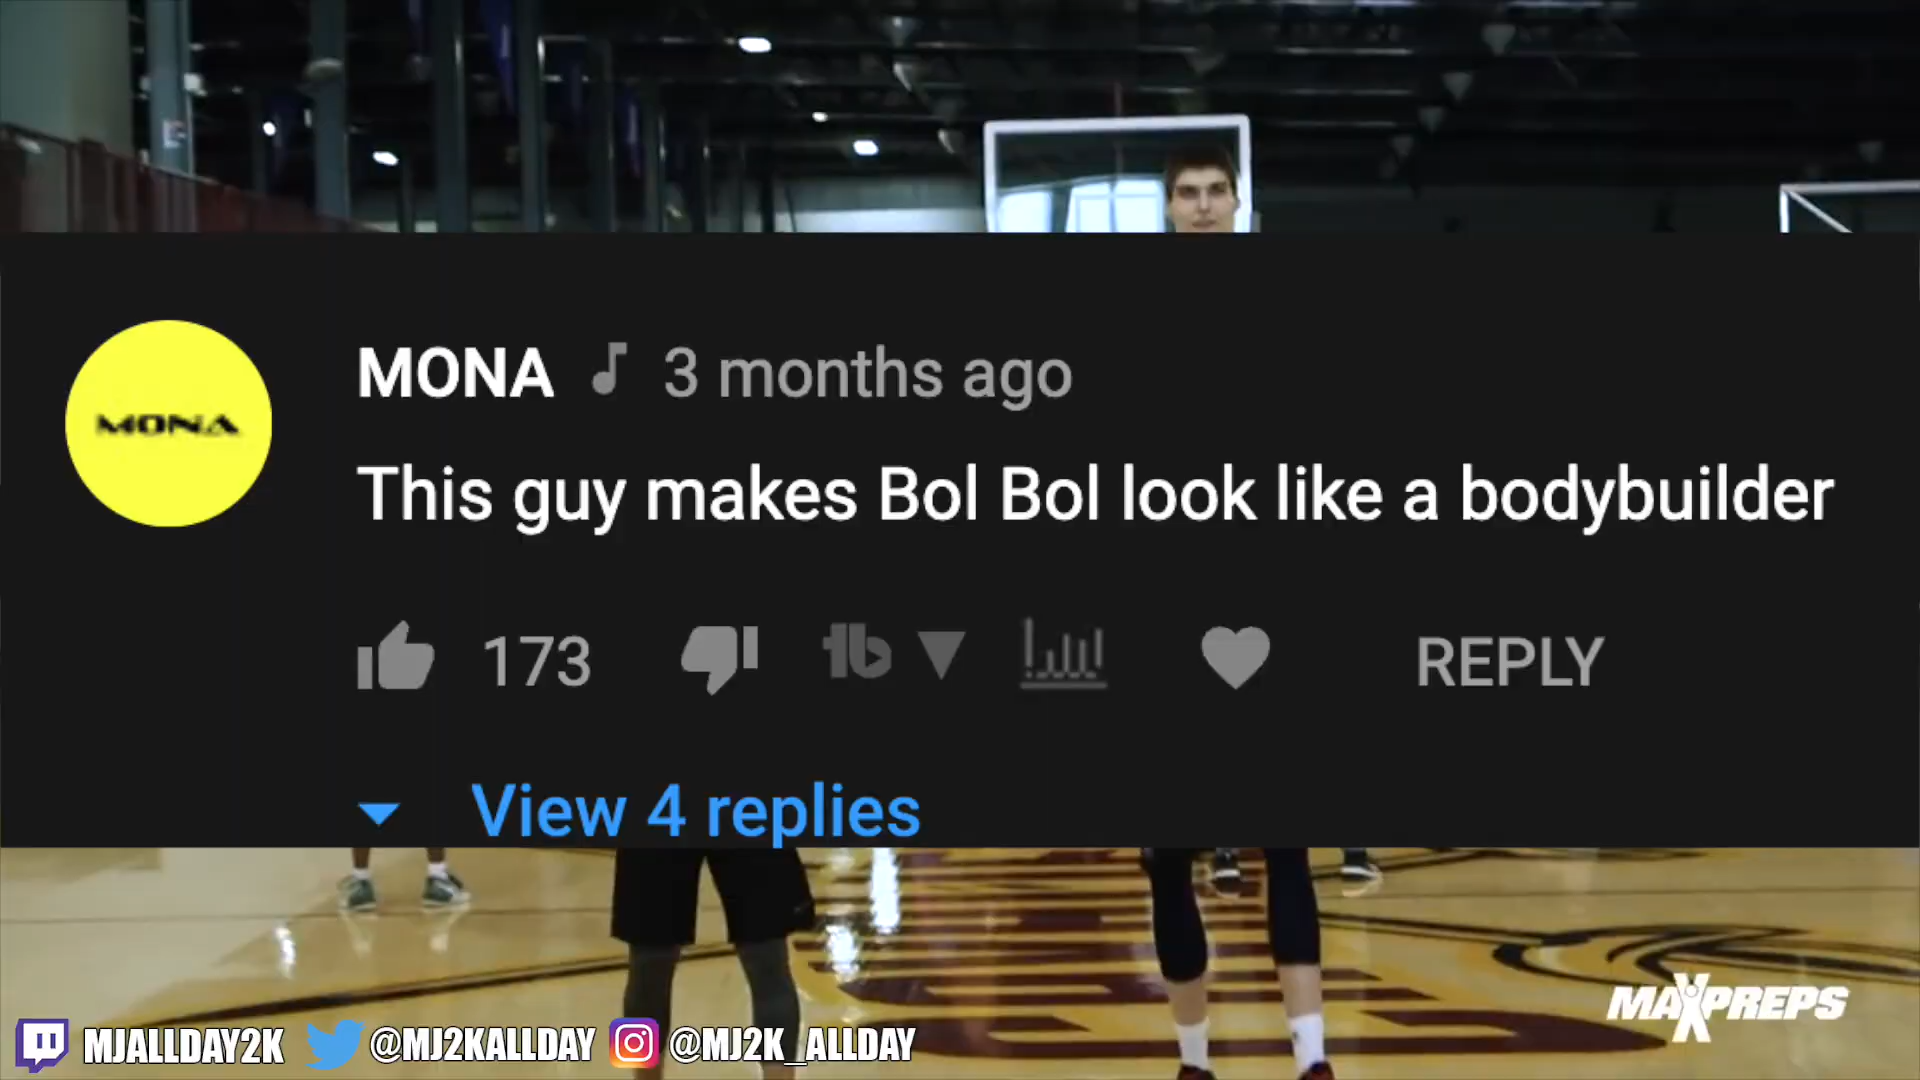 MONA 3 months ago
MONA
This guy makes Bol Bol look like a bodybuilder
173 REPLY
View 4 replies
MAXPREPS
MJALLDAY2K @MJ2KALLDAY @MJ2K_ALLDAY